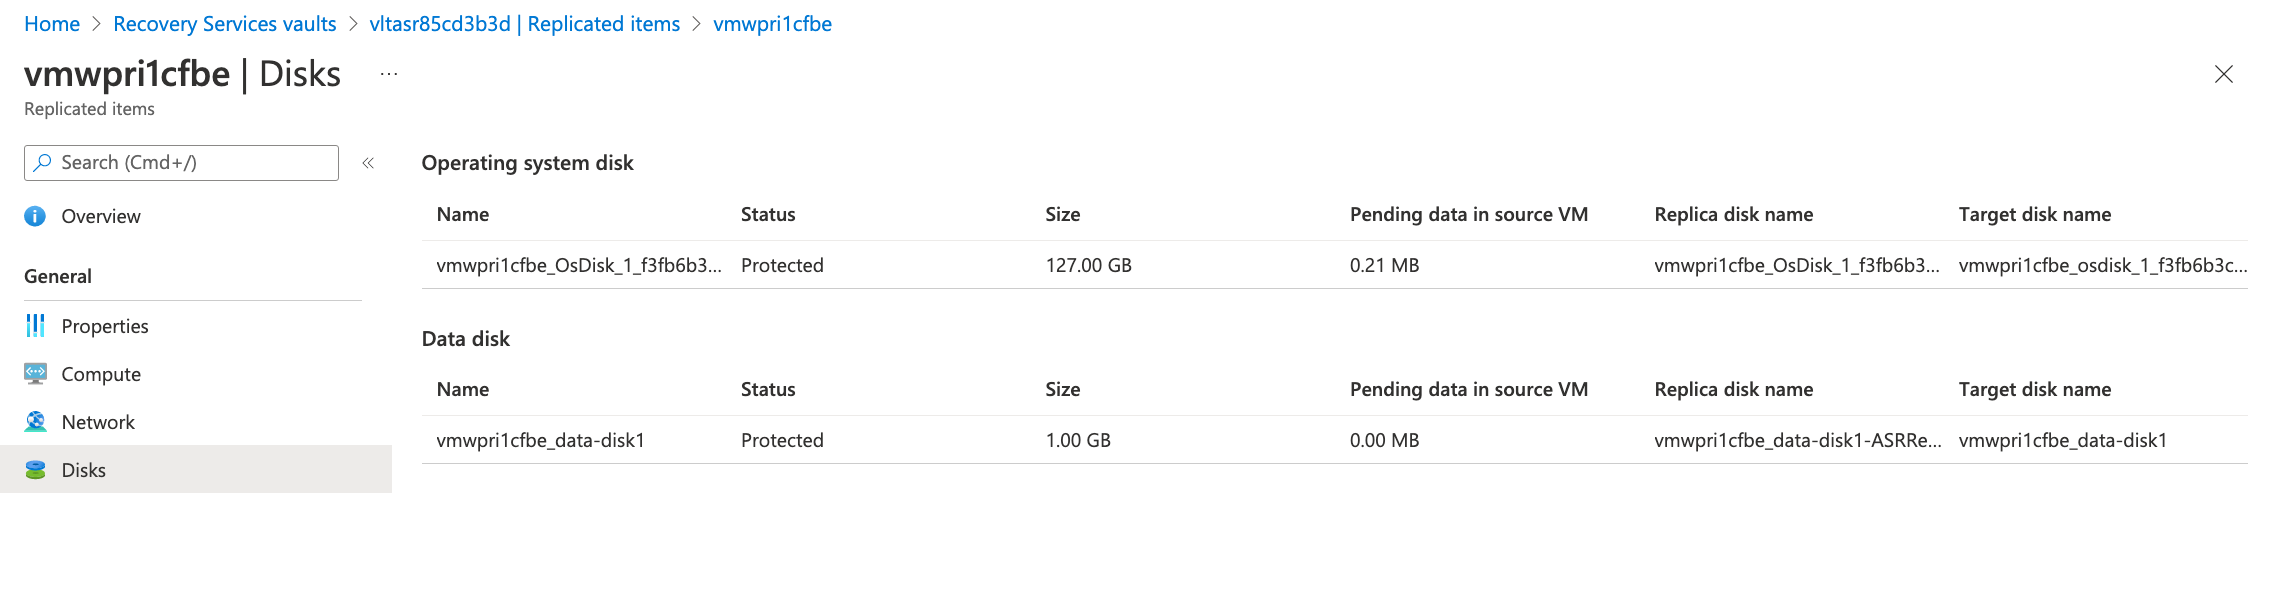 Home > Recovery Services vaults > vltasr85cd3b3d | Replicated items > vmwpri1cfbe
vmwpri1cfbe | Disks ...
Replicated items
Search (Cmd+/) «
Overview
General
Properties
Compute
Network
Disks
Operating system disk
Name Status Size Pending data in source VM Replica disk name Target disk name
vmwpri1cfbe_OsDisk_1_f3fb6b3... Protected 127.00 GB 0.21 MB vmwpri1cfbe_OsDisk_1_f3fb6b3... vmwpri1cfbe_osdisk_1_f3fb6b3c...
Data disk
Name Status Size Pending data in source VM Replica disk name Target disk name
vmwpri1cfbe_data-disk1 Protected 1.00 GB 0.00 MB vmwpri1cfbe_data-disk1-ASRRe... vmwpri1cfbe_data-disk1